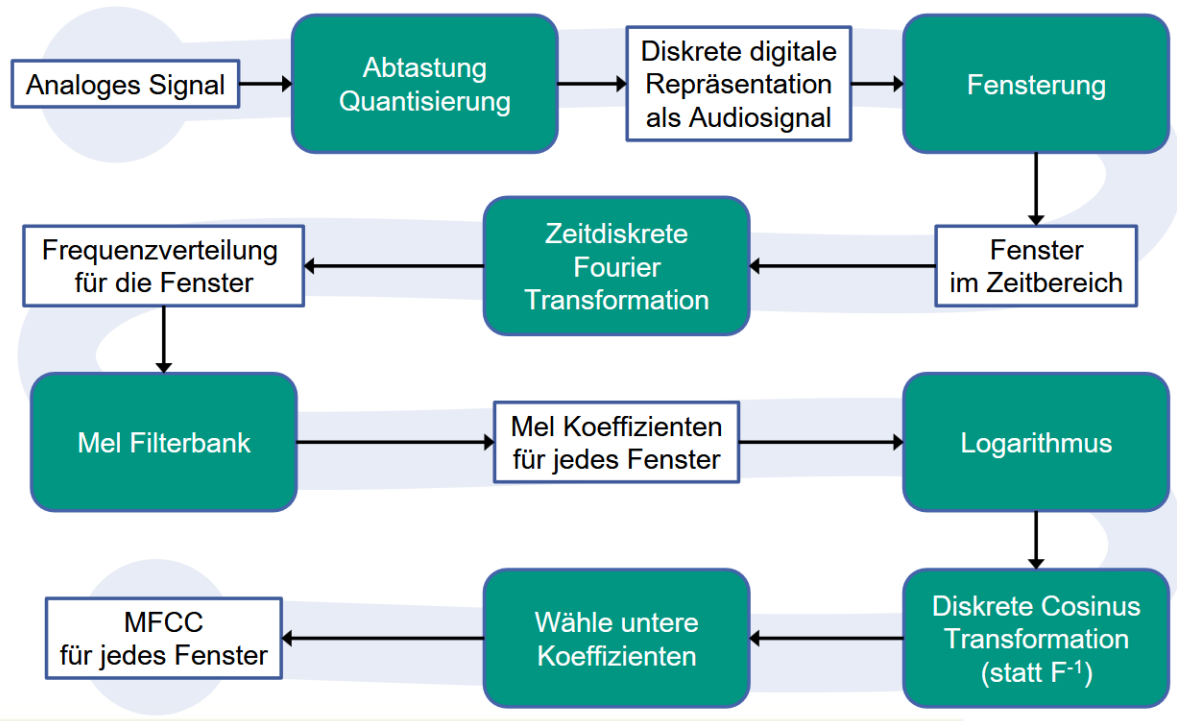 Analoges Signal
Abtastung
Quantisierung
Diskrete digitale
Repräsentation
als Audiosignal
Fensterung
Fenster
im Zeitbereich
Zeitdiskrete
Fourier
Transformation
Frequenzverteilung
für die Fenster
Mel Filterbank
Mel Koeffizienten
für jedes Fenster
Logarithmus
Diskrete Cosinus
Transformation
(statt F⁻¹)
Wähle untere
Koeffizienten
MFCC
für jedes Fenster